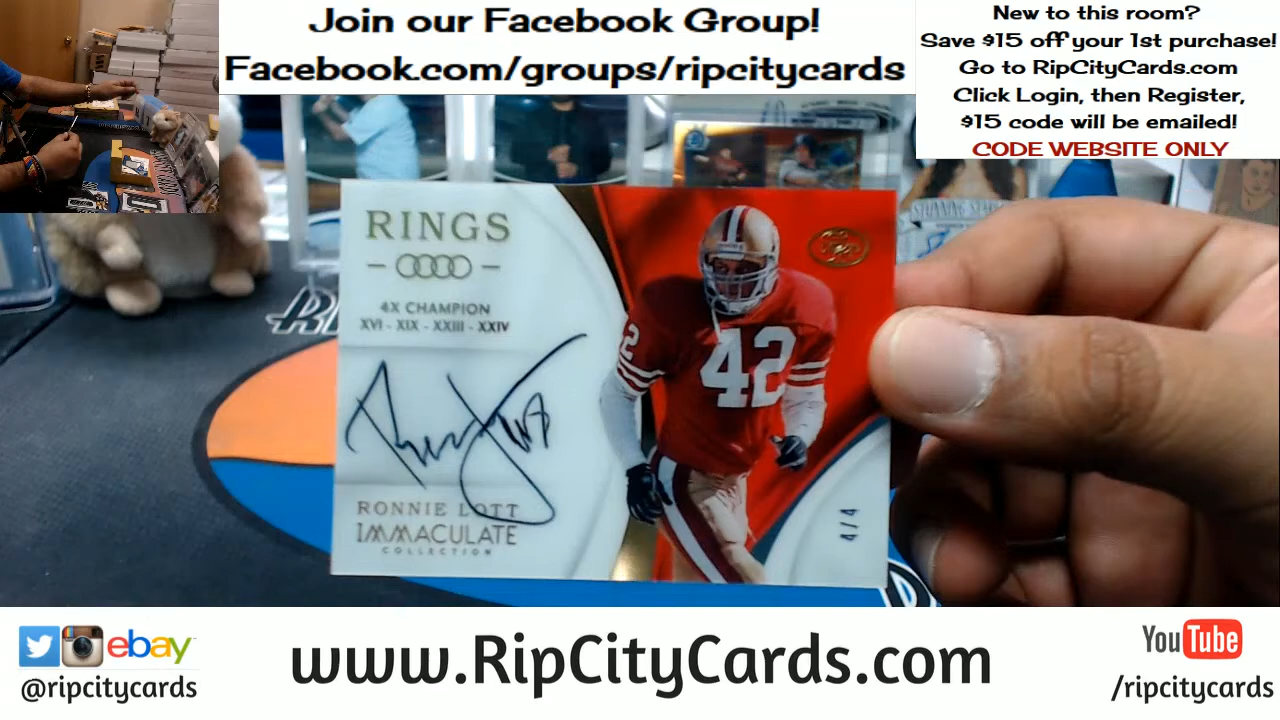 Join our Facebook Group!
Facebook.com/groups/ripcitycards
New to this room?
Save $15 off your 1st purchase!
Go to RipCityCards.com
Click Login, then Register,
$15 code will be emailed!
CODE WEBSITE ONLY
RINGS
4X CHAMPION
XVI - XIX - XXIII - XXIV
42
2
RONNIE LOTT
IMMACULATE
COLLECTION
4/4
ebay
@ripcitycards
www.RipCityCards.com
YouTube
/ripcitycards